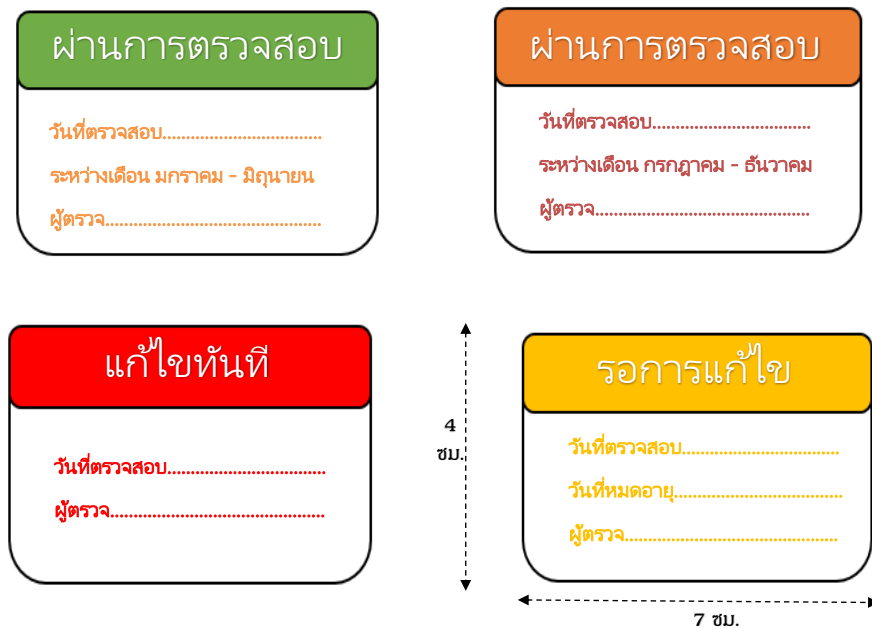 ผ่านการตรวจสอบ
วันที่ตรวจสอบ..................................
ระหว่างเดือน มกราคม - มิถุนายน
ผู้ตรวจ..............................................
ผ่านการตรวจสอบ
วันที่ตรวจสอบ..................................
ระหว่างเดือน กรกฎาคม - ธันวาคม
ผู้ตรวจ..............................................
แก้ไขทันที
วันที่ตรวจสอบ..................................
ผู้ตรวจ..............................................
4
ซม.
รอการแก้ไข
วันที่ตรวจสอบ..................................
วันที่หมดอายุ....................................
ผู้ตรวจ..............................................
7 ซม.